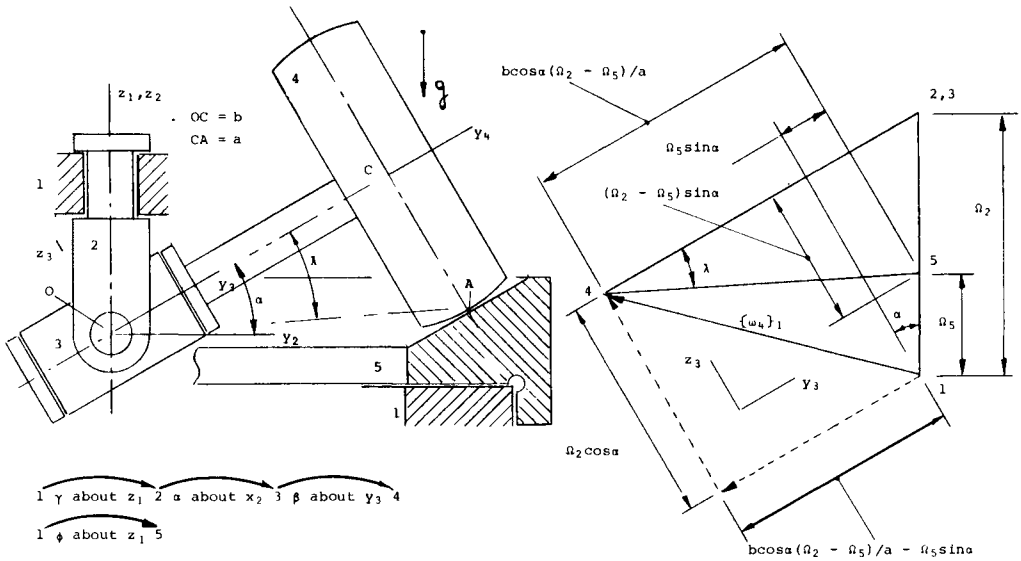 z₁,z₂
OC = b
CA = a
g
4
y₄
C
1
2
z₃
λ
A
O
y₃
α
3
y₂
5
1
1 γ about z₁ 2 α about x₂ 3 β about y₃ 4
1 ϕ about z₁ 5
bcosα(Ω₂ - Ω₅)/a
2,3
Ω₅sinα
(Ω₂ - Ω₅)sinα
Ω₂
λ
5
4
α
Ω₅
{ω₄}₁
z₃
y₃
1
Ω₂cosα
bcosα(Ω₂ - Ω₅)/a - Ω₅sinα